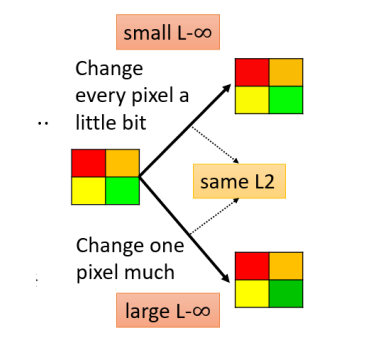 small L-∞
Change
every pixel a
little bit
same L2
Change one
pixel much
large L-∞